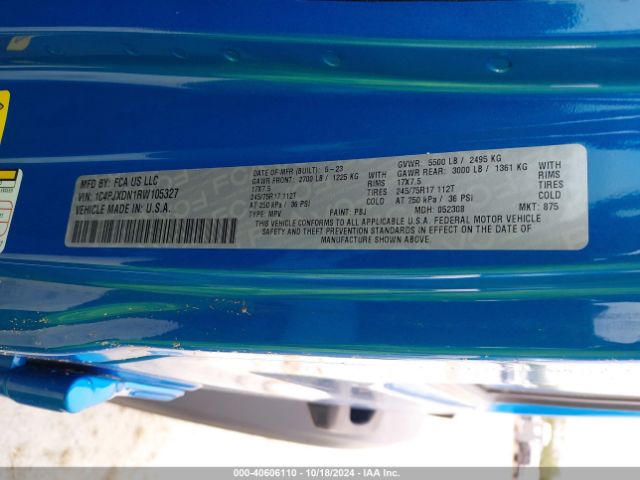 MFD BY: FCA US LLC
VIN: 1C4PJXDN1RW105327
VEHICLE MADE IN: U.S.A.
DATE OF MFR (BUILT): 5-23
GAWR FRONT: 2700 LB / 1225 KG WITH
17X7.5 RIMS
245/75R17 112T TIRES
AT 250 kPa / 36 PSI COLD
GVWR: 5500 LB / 2495 KG
GAWR REAR: 3000 LB / 1361 KG WITH
17X7.5 RIMS
245/75R17 112T TIRES
AT 250 kPa / 36 PSI COLD
TYPE: MPV PAINT: PBJ MDH: 052308 MKT: 875
THIS VEHICLE CONFORMS TO ALL APPLICABLE U.S.A. FEDERAL MOTOR VEHICLE
SAFETY AND THEFT PREVENTION STANDARDS IN EFFECT ON THE DATE OF
MANUFACTURE SHOWN ABOVE
000-40606110 | 10/18/2024 | IAA Inc.